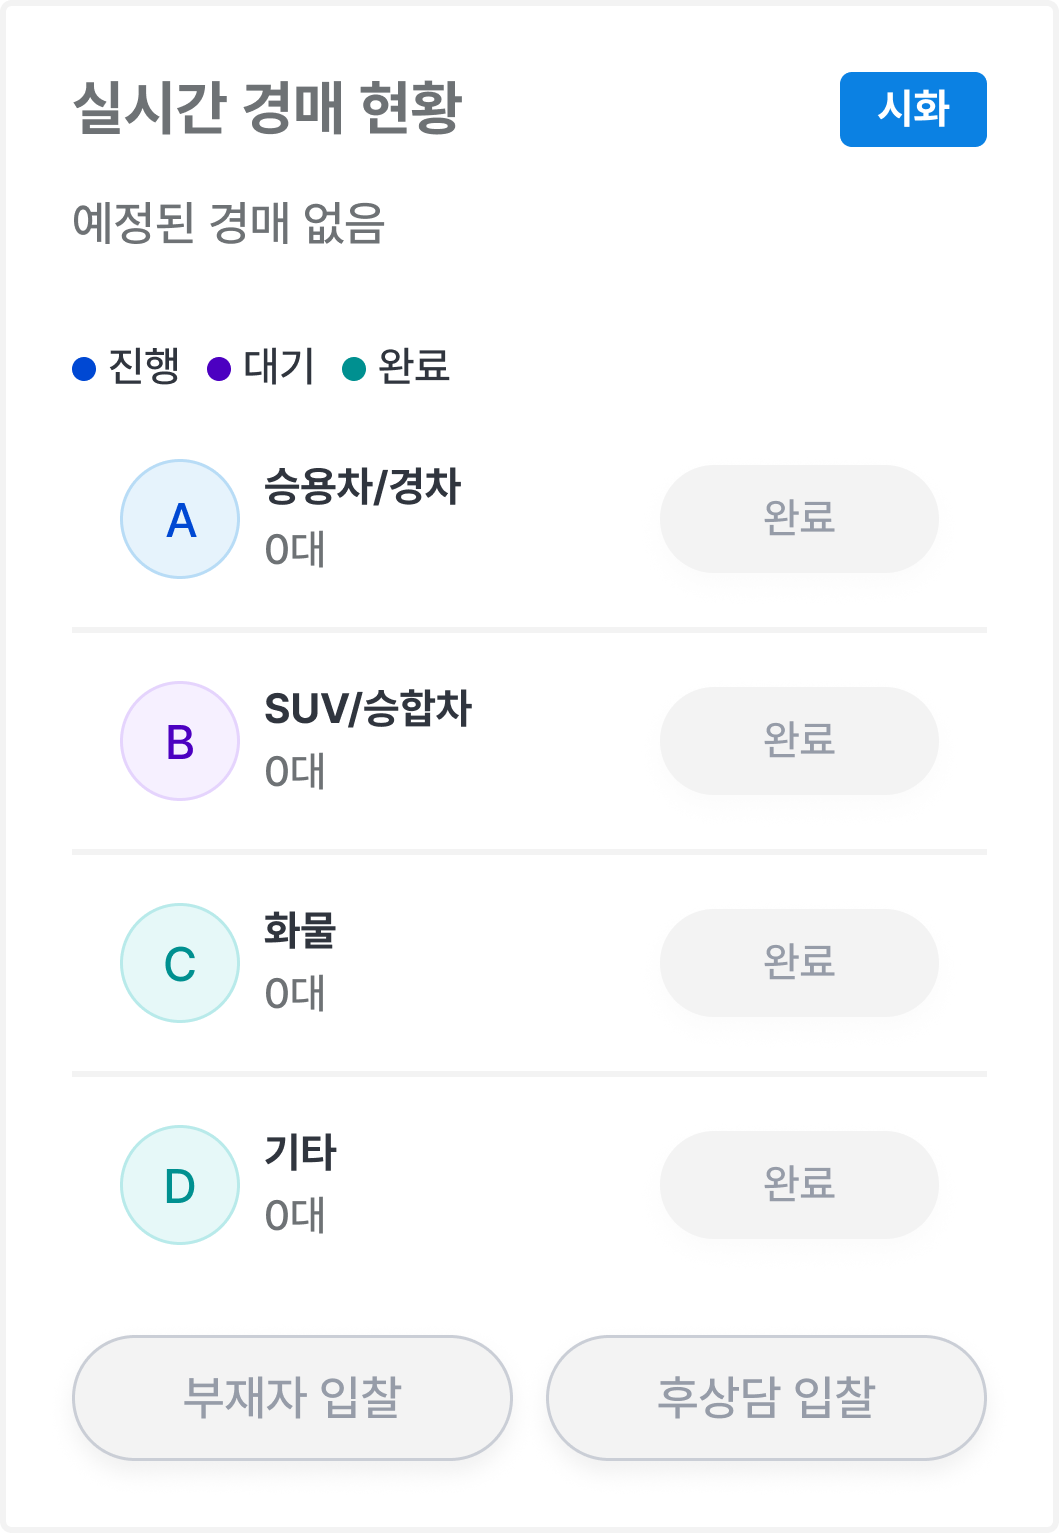 실시간 경매 현황
시화
예정된 경매 없음
진행 대기 완료
A
승용차/경차
0대
완료
B
SUV/승합차
0대
완료
C
화물
0대
완료
D
기타
0대
완료
부재자 입찰
후상담 입찰